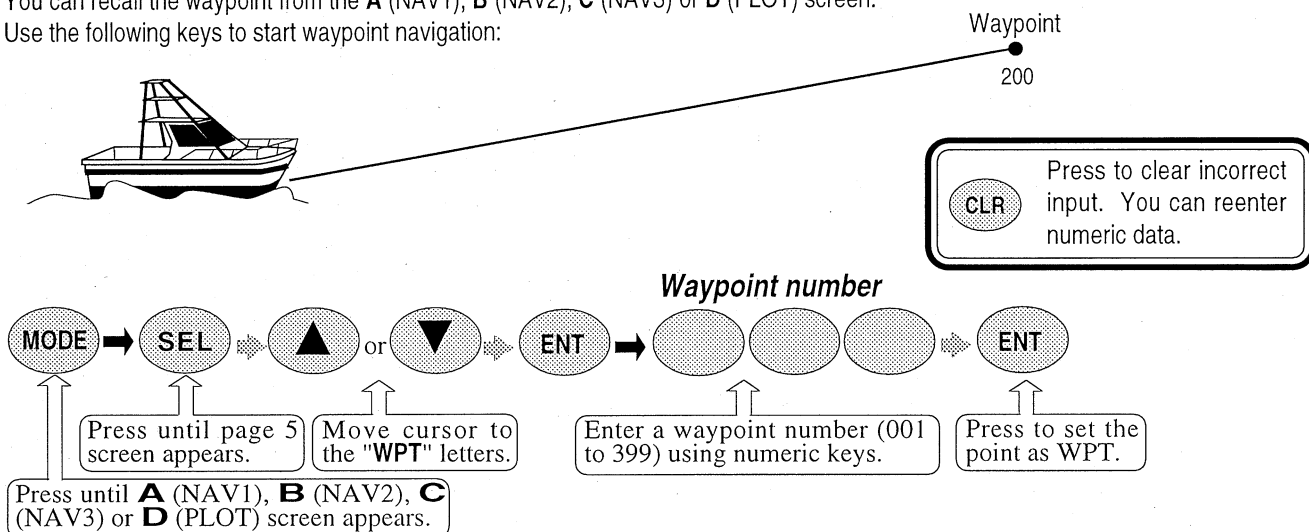 You can recall the waypoint from the A (NAV1), B (NAV2), C (NAV3) or D (PLOT) screen.
Use the following keys to start waypoint navigation:
Waypoint
200
CLR
Press to clear incorrect
input. You can reenter
numeric data.
Waypoint number
MODE SEL ▲ or ▼ ENT ENT
Press until page 5
screen appears.
Move cursor to
the "WPT" letters.
Enter a waypoint number (001
to 399) using numeric keys.
Press to set the
point as WPT.
Press until A (NAV1), B (NAV2), C
(NAV3) or D (PLOT) screen appears.